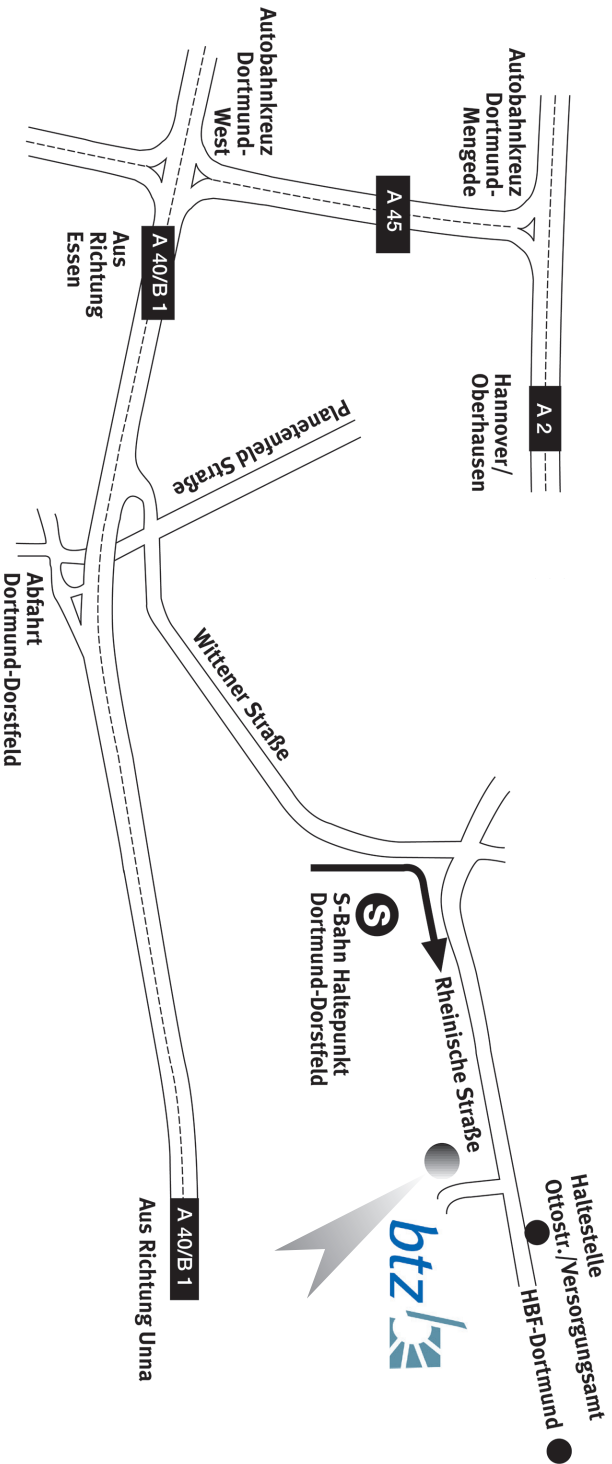 Autobahnkreuz
Dortmund-
Mengede
A 2
Hannover/
Oberhausen
A 45
Autobahnkreuz
Dortmund-
West
A 40/B 1
Aus
Richtung
Essen
Planetenfeld Straße
Abfahrt
Dortmund-Dorstfeld
Wittener Straße
S
S-Bahn Haltepunkt
Dortmund-Dorstfeld
Rheinische Straße
Haltestelle
Ottostr./Versorgungsamt
HBF-Dortmund
btz
A 40/B 1
Aus Richtung Unna